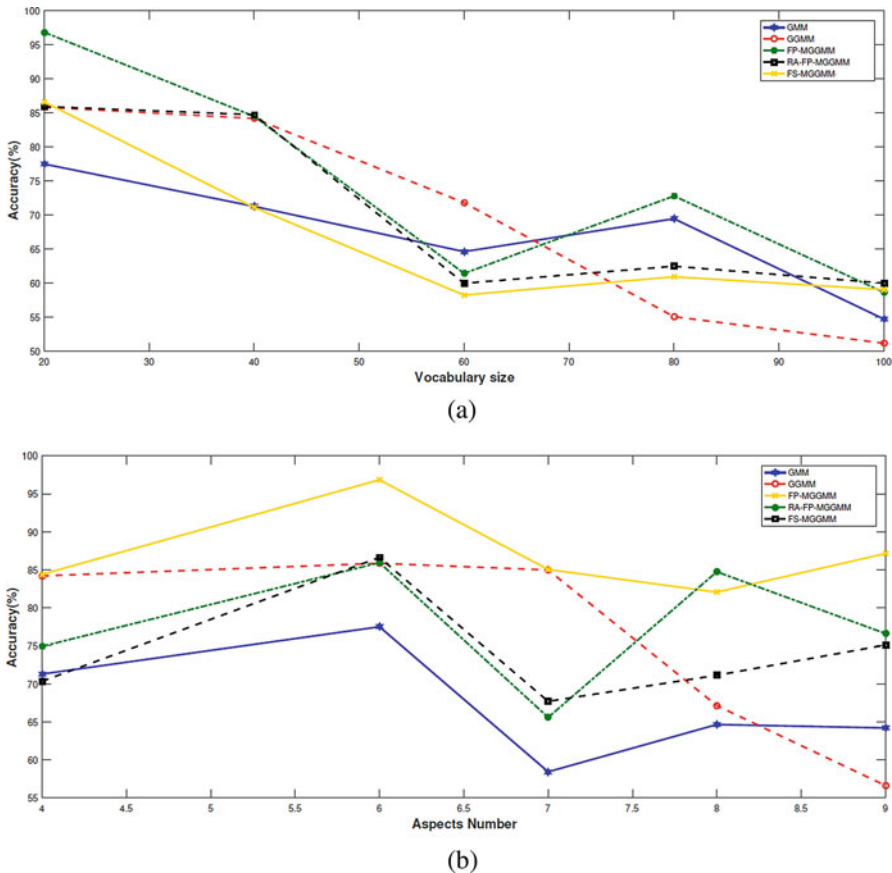 100
95
90
85
80
75
70
65
60
55
50
Accuracy(%)
GMM
GGMM
FP-MGGMM
RA-FP-MGGMM
FS-MGGMM
20 30 40 50 60 70 80 90 100
Vocabulary size
(a)
100
95
90
85
80
75
70
65
60
55
Accuracy(%)
GMM
GGMM
FP-MGGMM
RA-FP-MGGMM
FS-MGGMM
4 4.5 5 5.5 6 6.5 7 7.5 8 8.5 9
Aspects Number
(b)